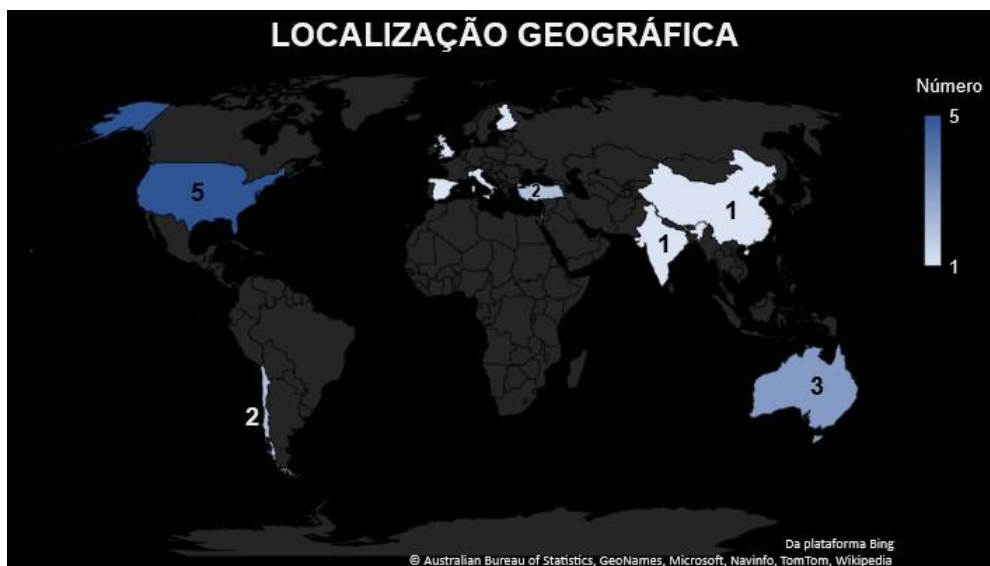 LOCALIZAÇÃO GEOGRÁFICA
Número
5
1
5
2
1
1
3
2
Da plataforma Bing
© Australian Bureau of Statistics, GeoNames, Microsoft, Navinfo, TomTom, Wikipedia